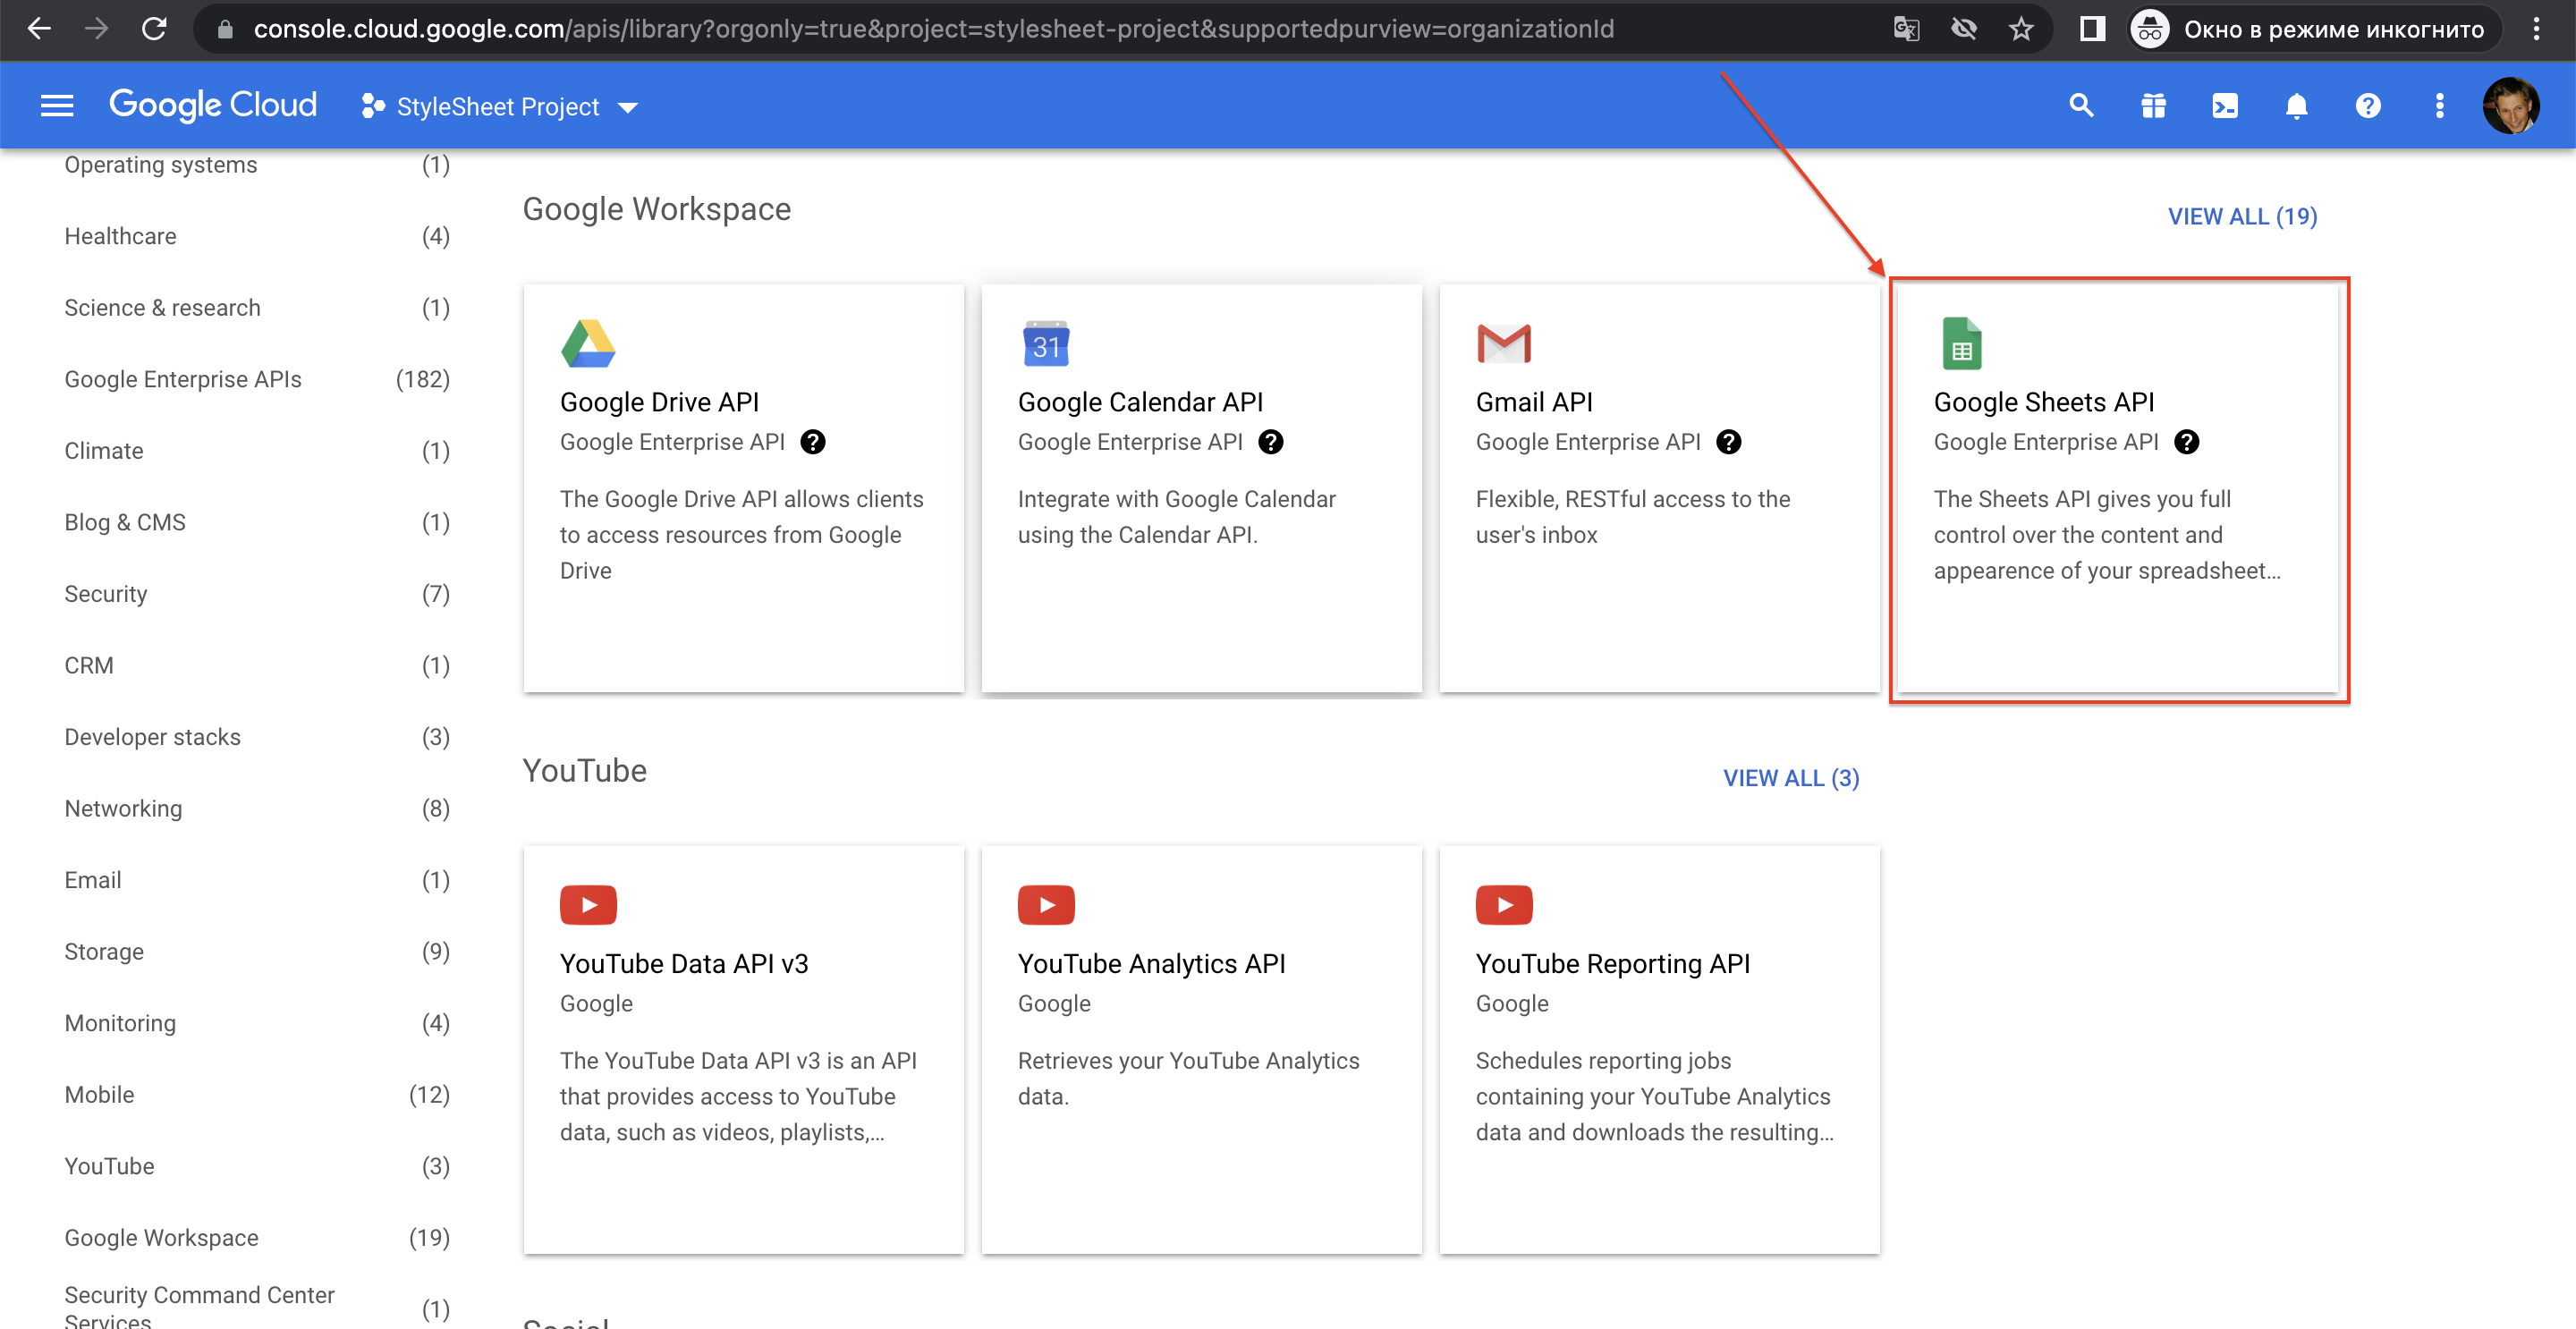 console.cloud.google.com/apis/library?orgonly=true&project=stylesheet-project&supportedpurview=organizationId
Окно в режиме инкогнито
Google Cloud
StyleSheet Project
Operating systems (1)
Healthcare (4)
Science & research (1)
Google Enterprise APIs (182)
Climate (1)
Blog & CMS (1)
Security (7)
CRM (1)
Developer stacks (3)
Networking (8)
Email (1)
Storage (9)
Monitoring (4)
Mobile (12)
YouTube (3)
Google Workspace (19)
Security Command Center
Services (1)
Google Workspace
VIEW ALL (19)
Google Drive API
Google Enterprise API
The Google Drive API allows clients
to access resources from Google
Drive
31
Google Calendar API
Google Enterprise API
Integrate with Google Calendar
using the Calendar API.
Gmail API
Google Enterprise API
Flexible, RESTful access to the
user's inbox
Google Sheets API
Google Enterprise API
The Sheets API gives you full
control over the content and
appearence of your spreadsheet...
YouTube
VIEW ALL (3)
YouTube Data API v3
Google
The YouTube Data API v3 is an API
that provides access to YouTube
data, such as videos, playlists,...
YouTube Analytics API
Google
Retrieves your YouTube Analytics
data.
YouTube Reporting API
Google
Schedules reporting jobs
containing your YouTube Analytics
data and downloads the resulting...
Social